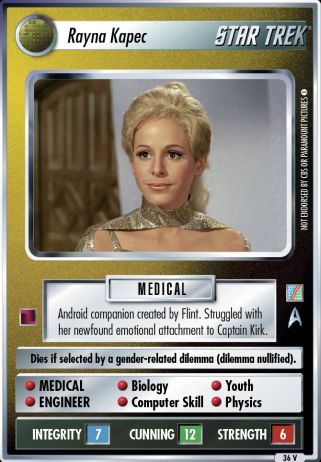 Rayna Kapec
STAR TREK
NOT ENDORSED BY CBS OR PARAMOUNT PICTURES
MEDICAL
Android companion created by Flint. Struggled with
her newfound emotional attachment to Captain Kirk.
Dies if selected by a gender-related dilemma (dilemma nullified).
MEDICAL Biology Youth
ENGINEER Computer Skill Physics
INTEGRITY 7 CUNNING 12 STRENGTH 6
36 V